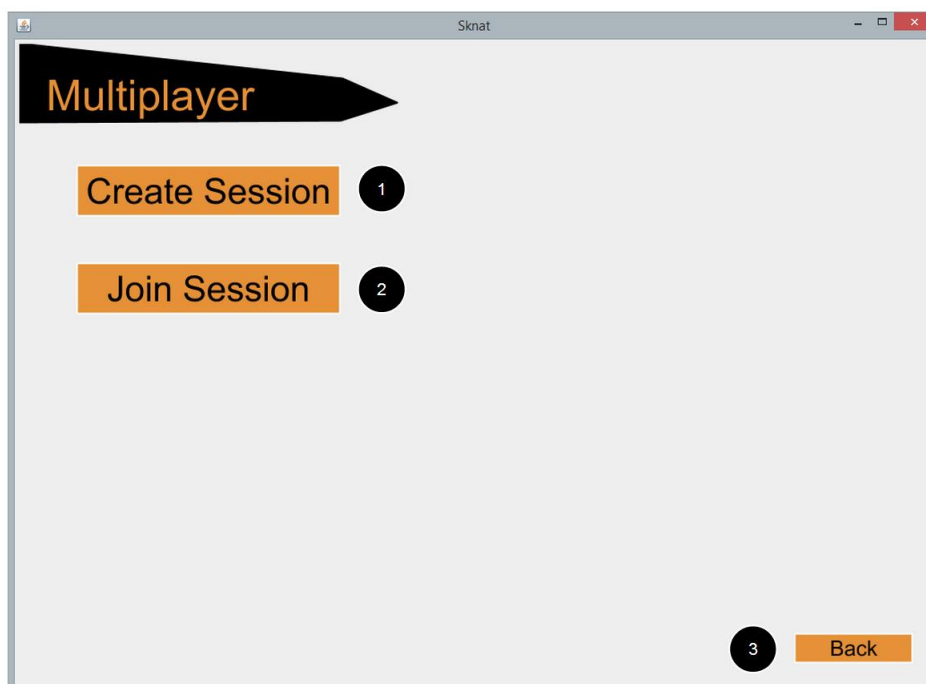 Sknat
Multiplayer
Create Session 1
Join Session 2
3 Back